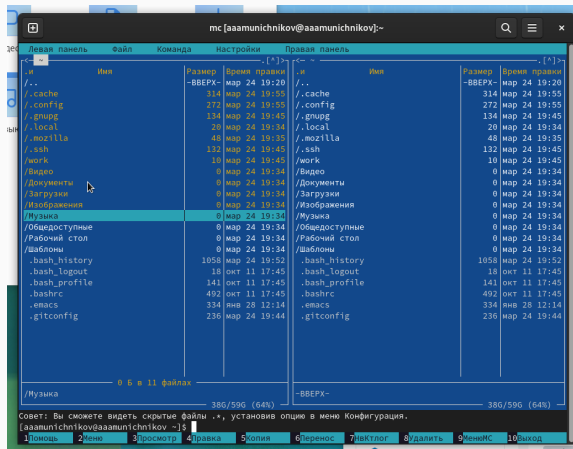 mc [aaamunichnikov@aaamunichnikov]:~
Левая панель Файл Команда Настройки Правая панель
<- ~ .[^]> <- ~ .[^]>
.и Имя Размер Время правки .и Имя Размер Время правки
/.. -ВВЕРХ- мар 24 19:20 /.. -ВВЕРХ- мар 24 19:20
/.cache 314 мар 24 19:55 /.cache 314 мар 24 19:55
/.config 272 мар 24 19:55 /.config 272 мар 24 19:55
/.gnupg 134 мар 24 19:45 /.gnupg 134 мар 24 19:45
/.local 20 мар 24 19:34 /.local 20 мар 24 19:34
/.mozilla 48 мар 24 19:35 /.mozilla 48 мар 24 19:35
/.ssh 132 мар 24 19:45 /.ssh 132 мар 24 19:45
/work 10 мар 24 19:45 /work 10 мар 24 19:45
/Видео 0 мар 24 19:34 /Видео 0 мар 24 19:34
/Документы 0 мар 24 19:34 /Документы 0 мар 24 19:34
/Загрузки 0 мар 24 19:34 /Загрузки 0 мар 24 19:34
/Изображения 0 мар 24 19:34 /Изображения 0 мар 24 19:34
/Музыка 0 мар 24 19:34 /Музыка 0 мар 24 19:34
/Общедоступные 0 мар 24 19:34 /Общедоступные 0 мар 24 19:34
/Рабочий стол 0 мар 24 19:34 /Рабочий стол 0 мар 24 19:34
/Шаблоны 0 мар 24 19:34 /Шаблоны 0 мар 24 19:34
.bash_history 1058 мар 24 19:52 .bash_history 1058 мар 24 19:52
.bash_logout 18 окт 11 17:45 .bash_logout 18 окт 11 17:45
.bash_profile 141 окт 11 17:45 .bash_profile 141 окт 11 17:45
.bashrc 492 окт 11 17:45 .bashrc 492 окт 11 17:45
.emacs 334 янв 28 12:14 .emacs 334 янв 28 12:14
.gitconfig 236 мар 24 19:44 .gitconfig 236 мар 24 19:44
0 Б в 11 файлах
/Музыка -ВВЕРХ-
38G/59G (64%) 38G/59G (64%)
Совет: Вы сможете видеть скрытые файлы .*, установив опцию в меню Конфигурация.
[aaamunichnikov@aaamunichnikov ~]$
1Помощь 2Меню 3Просмотр 4Правка 5Копия 6Перенос 7НвКтлог 8Удалить 9МенюМС 10Выход